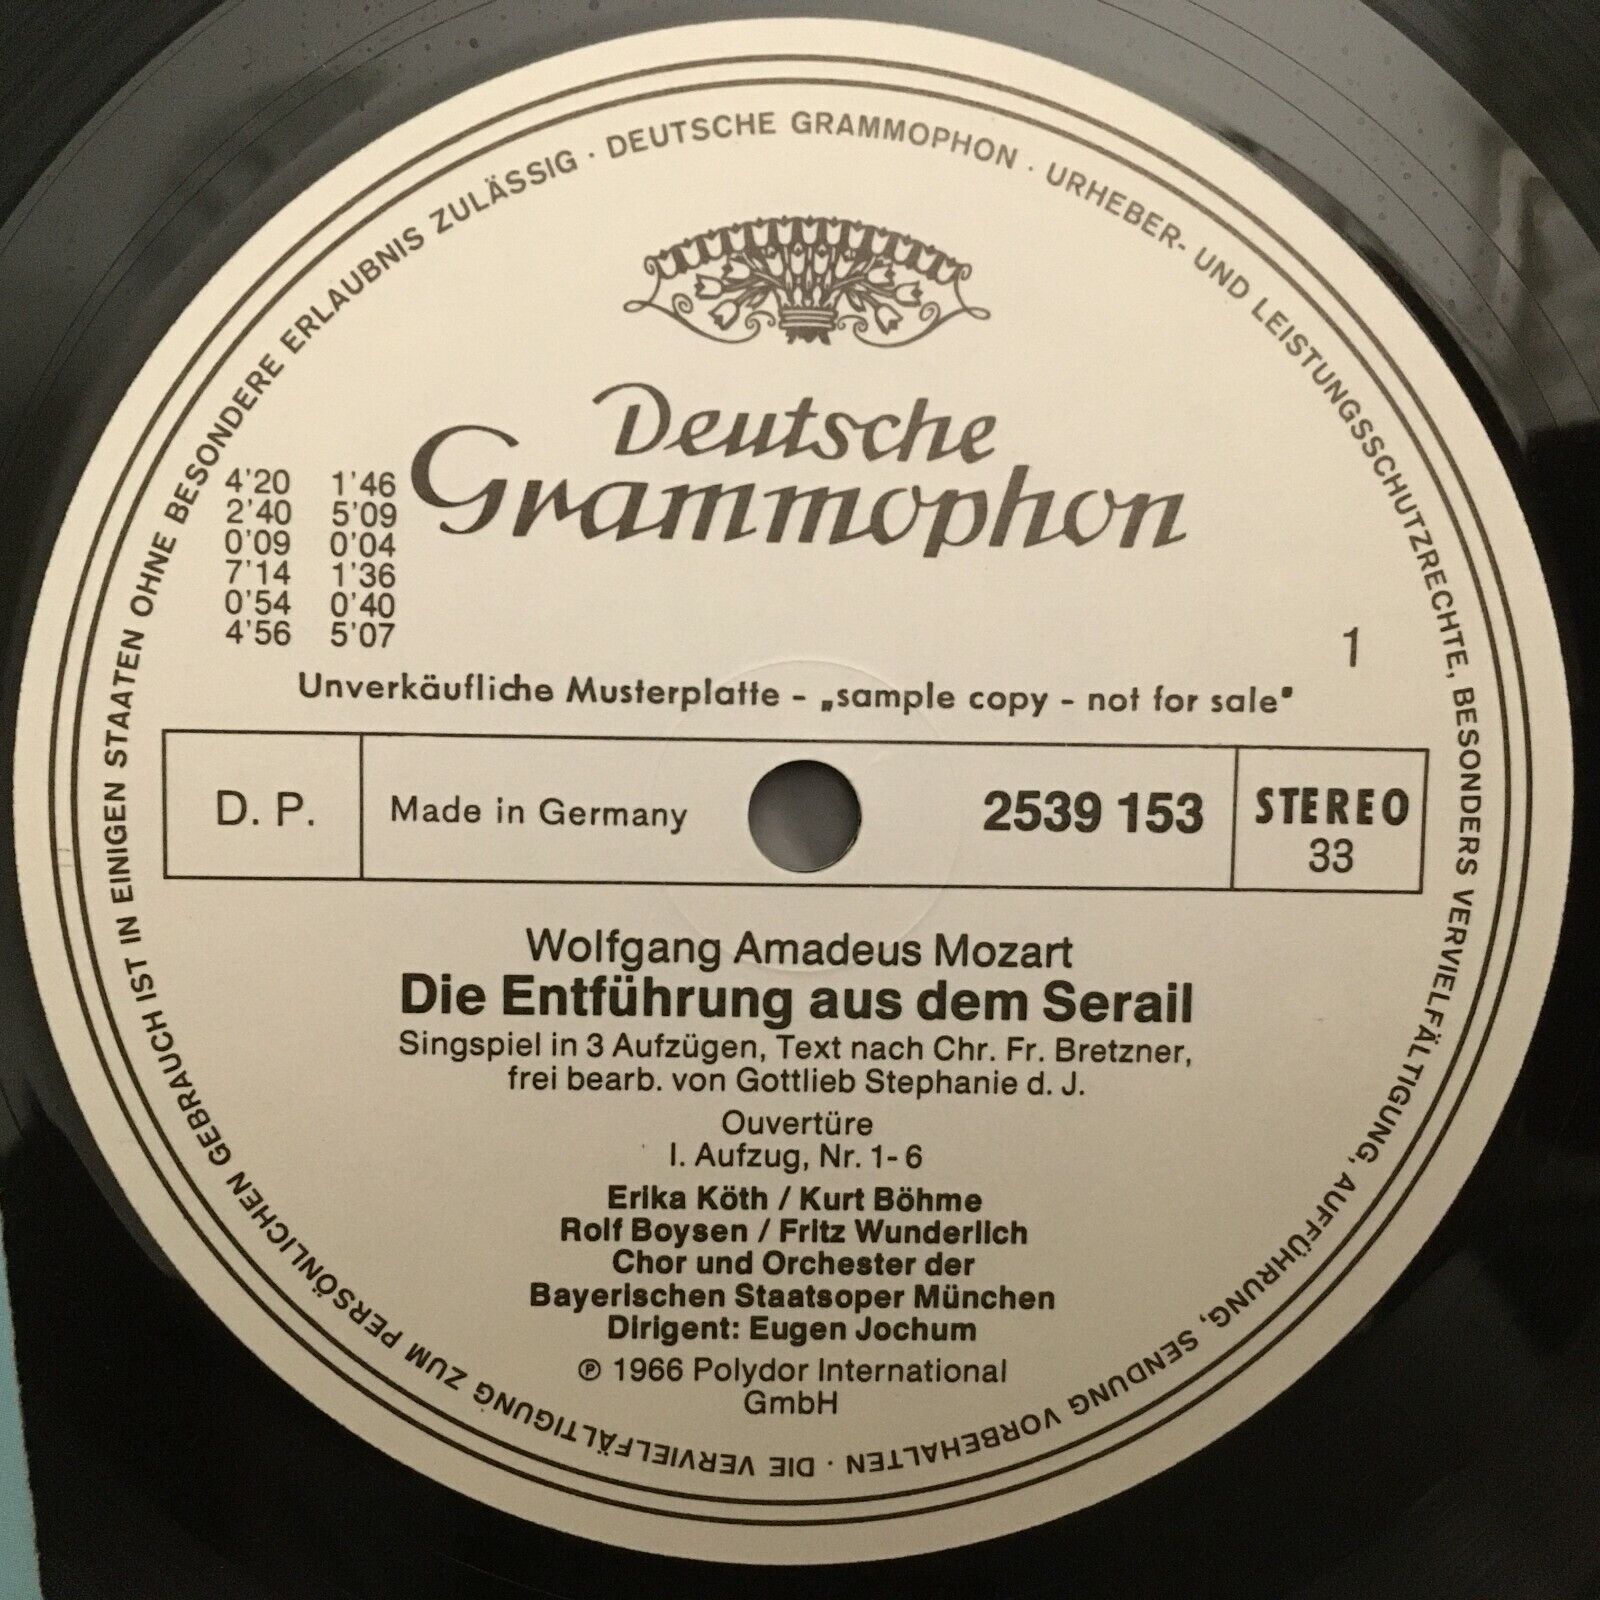 DEUTSCHE GRAMMOPHON · URHEBER- UND LEISTUNGSSCHUTZRECHTE, BESONDERS VERVIELFÄLTIGUNG, AUFFÜHRUNG, SENDUNG VORBEHALTEN · DIE VERVIELFÄLTIGUNG ZUM PERSÖNLICHEN GEBRAUCH IST IN EINIGEN STAATEN OHNE BESONDERE ERLAUBNIS ZULÄSSIG ·
Deutsche
Grammophon
4'20 1'46
2'40 5'09
0'09 0'04
7'14 1'36
0'54 0'40
4'56 5'07
1
Unverkäufliche Musterplatte - „sample copy - not for sale"
D. P. Made in Germany 2539 153 STEREO
33
Wolfgang Amadeus Mozart
Die Entführung aus dem Serail
Singspiel in 3 Aufzügen, Text nach Chr. Fr. Bretzner,
frei bearb. von Gottlieb Stephanie d. J.
Ouvertüre
I. Aufzug, Nr. 1-6
Erika Köth / Kurt Böhme
Rolf Boysen / Fritz Wunderlich
Chor und Orchester der
Bayerischen Staatsoper München
Dirigent: Eugen Jochum
℗ 1966 Polydor International
GmbH